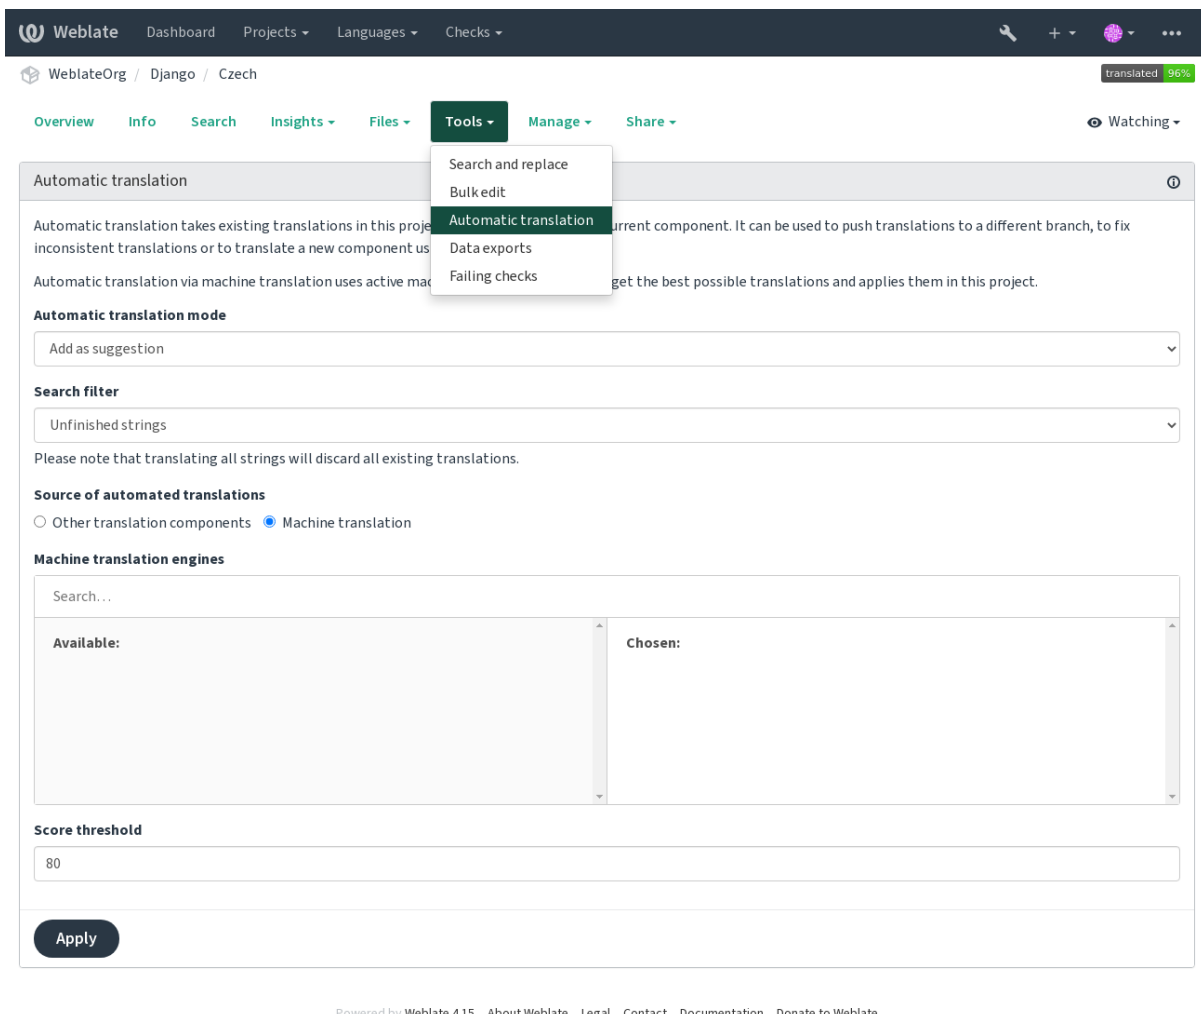 Weblate Dashboard Projects Languages Checks
WeblateOrg / Django / Czech translated 96%
Overview Info Search Insights Files Tools Manage Share Watching
Search and replace
Bulk edit
Automatic translation
Data exports
Failing checks
Automatic translation
Automatic translation takes existing translations in this proje urrent component. It can be used to push translations to a different branch, to fix
inconsistent translations or to translate a new component us
Automatic translation via machine translation uses active mac get the best possible translations and applies them in this project.
Automatic translation mode
Add as suggestion
Search filter
Unfinished strings
Please note that translating all strings will discard all existing translations.
Source of automated translations
Other translation components Machine translation
Machine translation engines
Search…
Available: Chosen:
Score threshold
80
Apply
Powered by Weblate 4.15 About Weblate Legal Contact Documentation Donate to Weblate